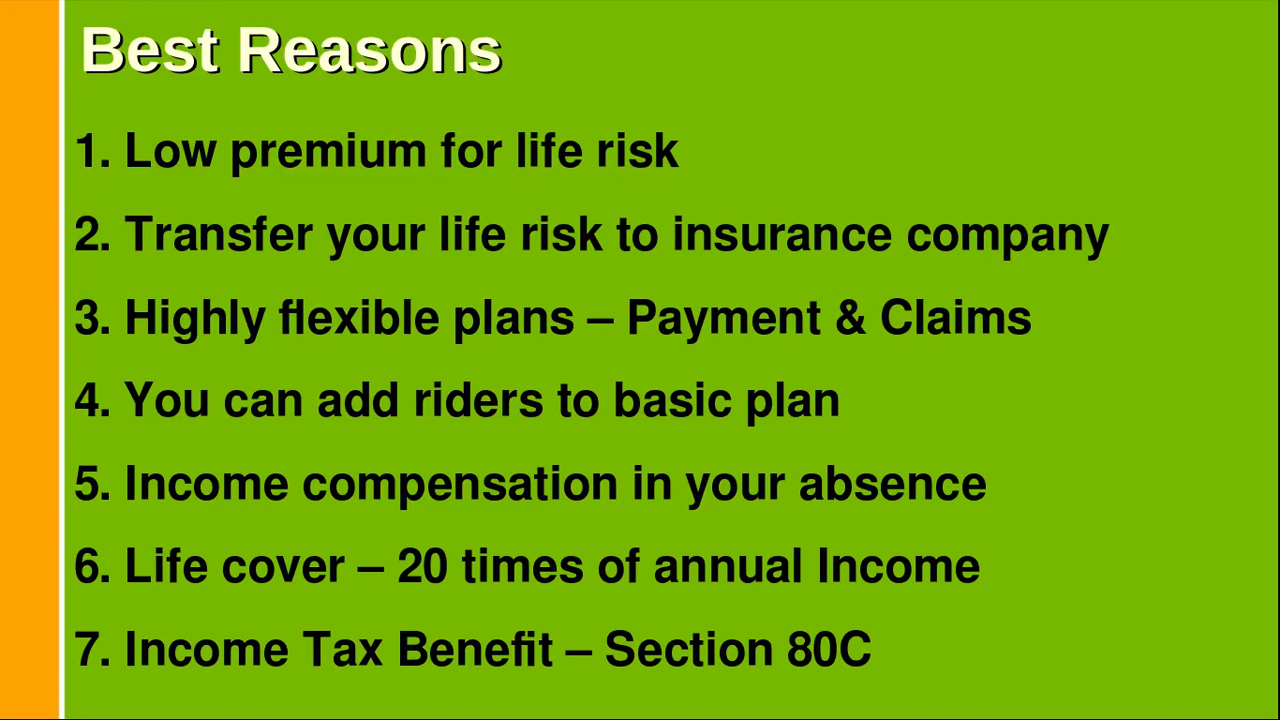 Best Reasons
1. Low premium for life risk
2. Transfer your life risk to insurance company
3. Highly flexible plans – Payment & Claims
4. You can add riders to basic plan
5. Income compensation in your absence
6. Life cover – 20 times of annual Income
7. Income Tax Benefit – Section 80C